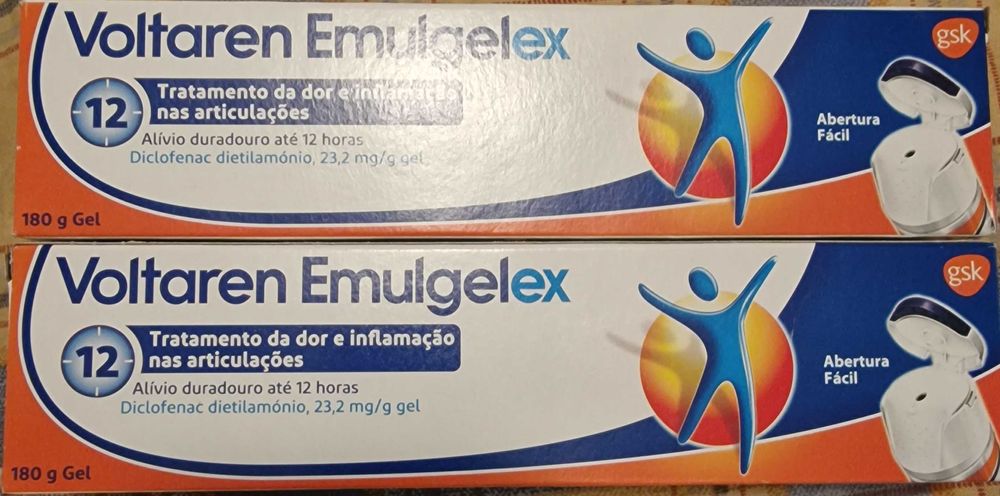 Voltaren Emulgelex
gsk
12
Tratamento da dor e inflamação
nas articulações
Alívio duradouro até 12 horas
Diclofenac dietilamónio, 23,2 mg/g gel
Abertura
Fácil
180 g Gel
Voltaren Emulgelex
gsk
12
Tratamento da dor e inflamação
nas articulações
Alívio duradouro até 12 horas
Diclofenac dietilamónio, 23,2 mg/g gel
Abertura
Fácil
180 g Gel